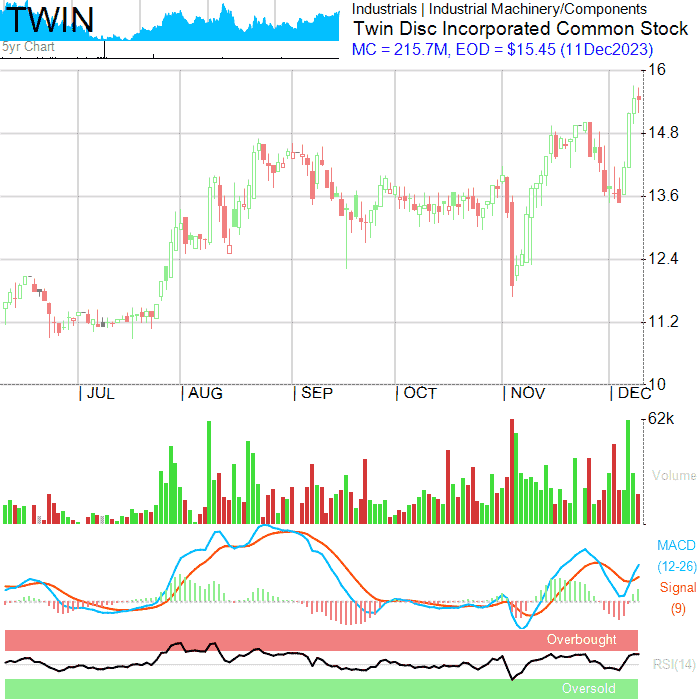 TWIN
5yr Chart
Industrials | Industrial Machinery/Components
Twin Disc Incorporated Common Stock
MC = 215.7M, EOD = $15.45 (11Dec2023)
16
14.8
13.6
12.4
11.2
10
| JUL | AUG | SEP | OCT | NOV | DEC
62k
Volume
MACD
(12-26)
Signal
(9)
Overbought
RSI(14)
Oversold